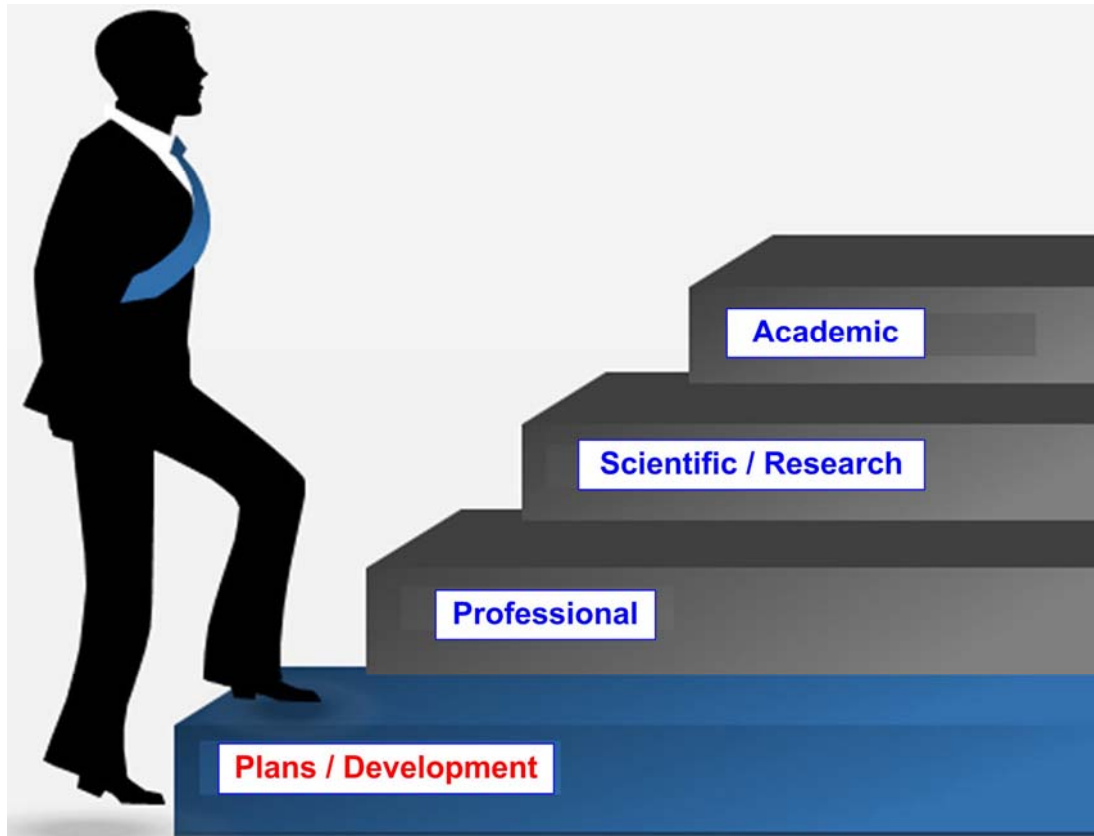 Academic
Scientific / Research
Professional
Plans / Development